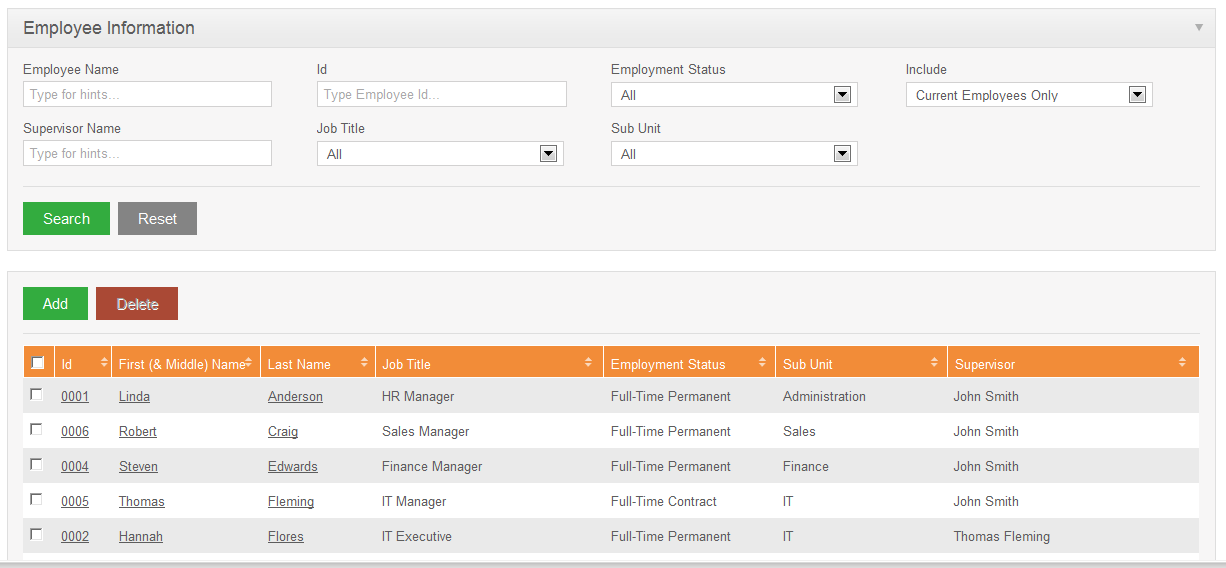 Employee Information
Employee Name Id Employment Status Include
Type for hints... Type Employee Id... All Current Employees Only
Supervisor Name Job Title Sub Unit
Type for hints... All All
Search Reset
Add Delete
Id First (& Middle) Name Last Name Job Title Employment Status Sub Unit Supervisor
0001 Linda Anderson HR Manager Full-Time Permanent Administration John Smith
0006 Robert Craig Sales Manager Full-Time Permanent Sales John Smith
0004 Steven Edwards Finance Manager Full-Time Permanent Finance John Smith
0005 Thomas Fleming IT Manager Full-Time Contract IT John Smith
0002 Hannah Flores IT Executive Full-Time Permanent IT Thomas Fleming